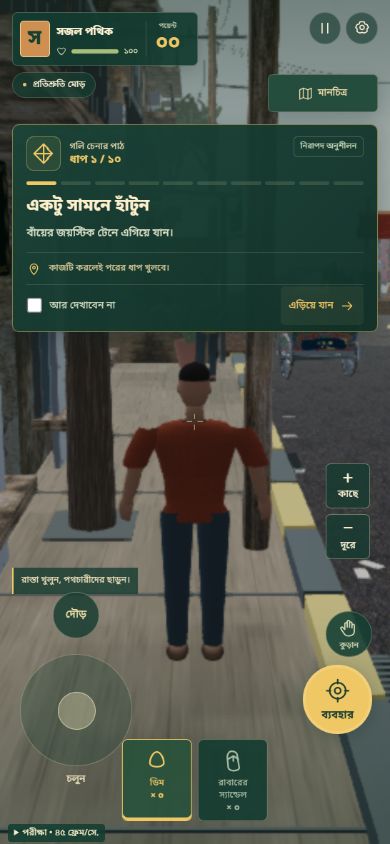 স
সজল পথিক
১০০
পয়েন্ট
০০
প্রতিশ্রুতি মোড়
মানচিত্র
গলি চেনার পাঠ
ধাপ ১ / ১০
নিরাপদ অনুশীলন
একটু সামনে হাঁটুন
বাঁয়ের জয়স্টিক টেনে এগিয়ে যান।
কাজটি করলেই পরের ধাপ খুলবে।
আর দেখাবেন না
এড়িয়ে যান
+
কাছে
−
দূরে
রাস্তা খুলুন, পথচারীদের ছাড়ুন।
দৌড়
কুড়ান
ব্যবহার
চলুন
ডিম
× ০
রাবারের
স্যান্ডেল
× ০
পরীক্ষা • ৪৫ ফ্রেম/সে.